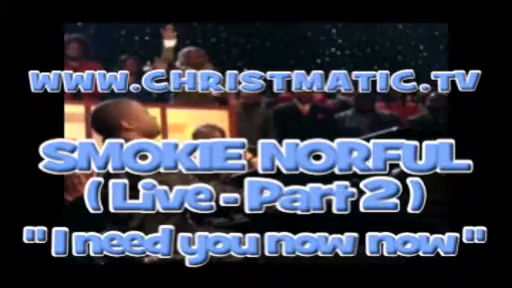 www.christmatic.tv
SMOKIE NORFUL
( Live - Part 2 )
" I need you now now "